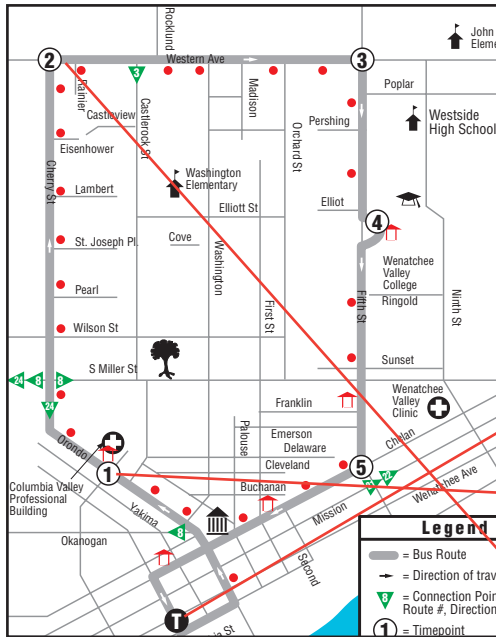 Rocklund
John
Eleme
2
Western Ave
3
3
Rainier
Madison
Poplar
Castleview
Castlerock St
Orchard St
Pershing
Westside
High School
Eisenhower
Washington
Elementary
Cherry St
Lambert
Elliott St
Elliot
4
St. Joseph Pl.
Cove
Washington
Wenatchee
Valley
College
Pearl
First St
Fifth St
Ringold
Ninth St
Wilson St
Sunset
S Miller St
24
8
8
Wenatchee
Valley
Clinic
24
Franklin
Orondo
Palouse
Emerson
Delaware
Chelan
Cleveland
1
5
Columbia Valley
Professional
Building
Buchanan
Wenatchee Ave
Yakima
Mission
8
Okanogan
Second
Legend
= Bus Route
= Direction of trav
8
= Connection Poin
Route #, Direction
T
1
= Timepoint